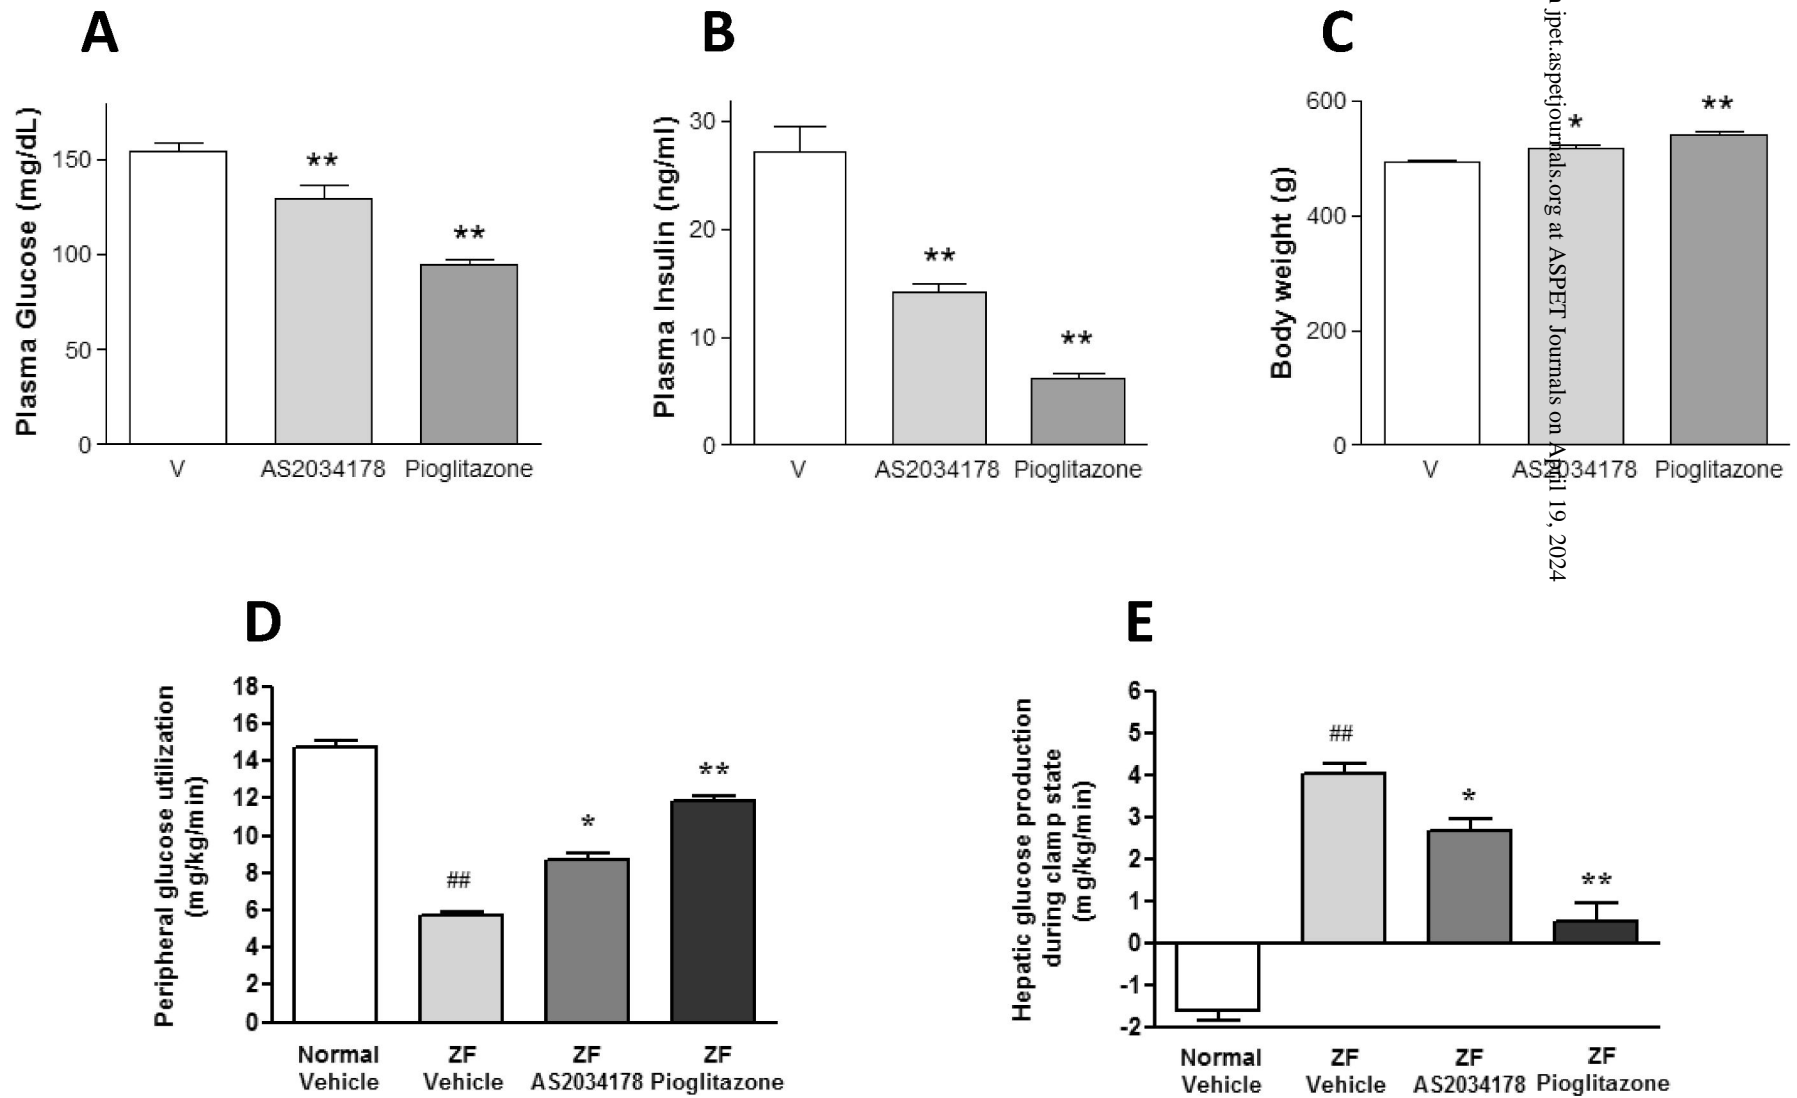 A
Plasma Glucose (mg/dL)
150
100
50
0
**
**
V
AS2034178
Pioglitazone
B
Plasma Insulin (ng/ml)
30
20
10
0
**
**
V
AS2034178
Pioglitazone
C
Body weight (g)
600
400
200
0
*
**
V
AS2034178
Pioglitazone
jpet.aspetjournals.org at ASPET Journals on April 19, 2024
D
Peripheral glucose utilization
(mg/kg/min)
18
16
14
12
10
8
6
4
2
0
##
*
**
Normal
Vehicle
ZF
Vehicle
ZF
AS2034178
ZF
Pioglitazone
E
Hepatic glucose production
during clamp state
(mg/kg/min)
6
5
4
3
2
1
0
-1
-2
##
*
**
Normal
Vehicle
ZF
Vehicle
ZF
AS2034178
ZF
Pioglitazone